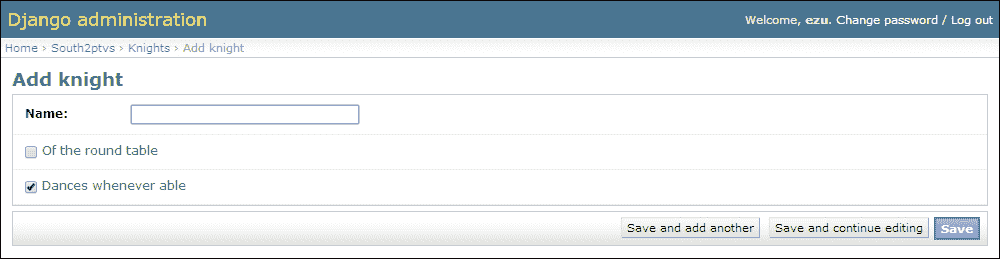 Django administration
Welcome, ezu. Change password / Log out
Home › South2ptvs › Knights › Add knight
Add knight
Name:
Of the round table
Dances whenever able
Save and add another Save and continue editing Save